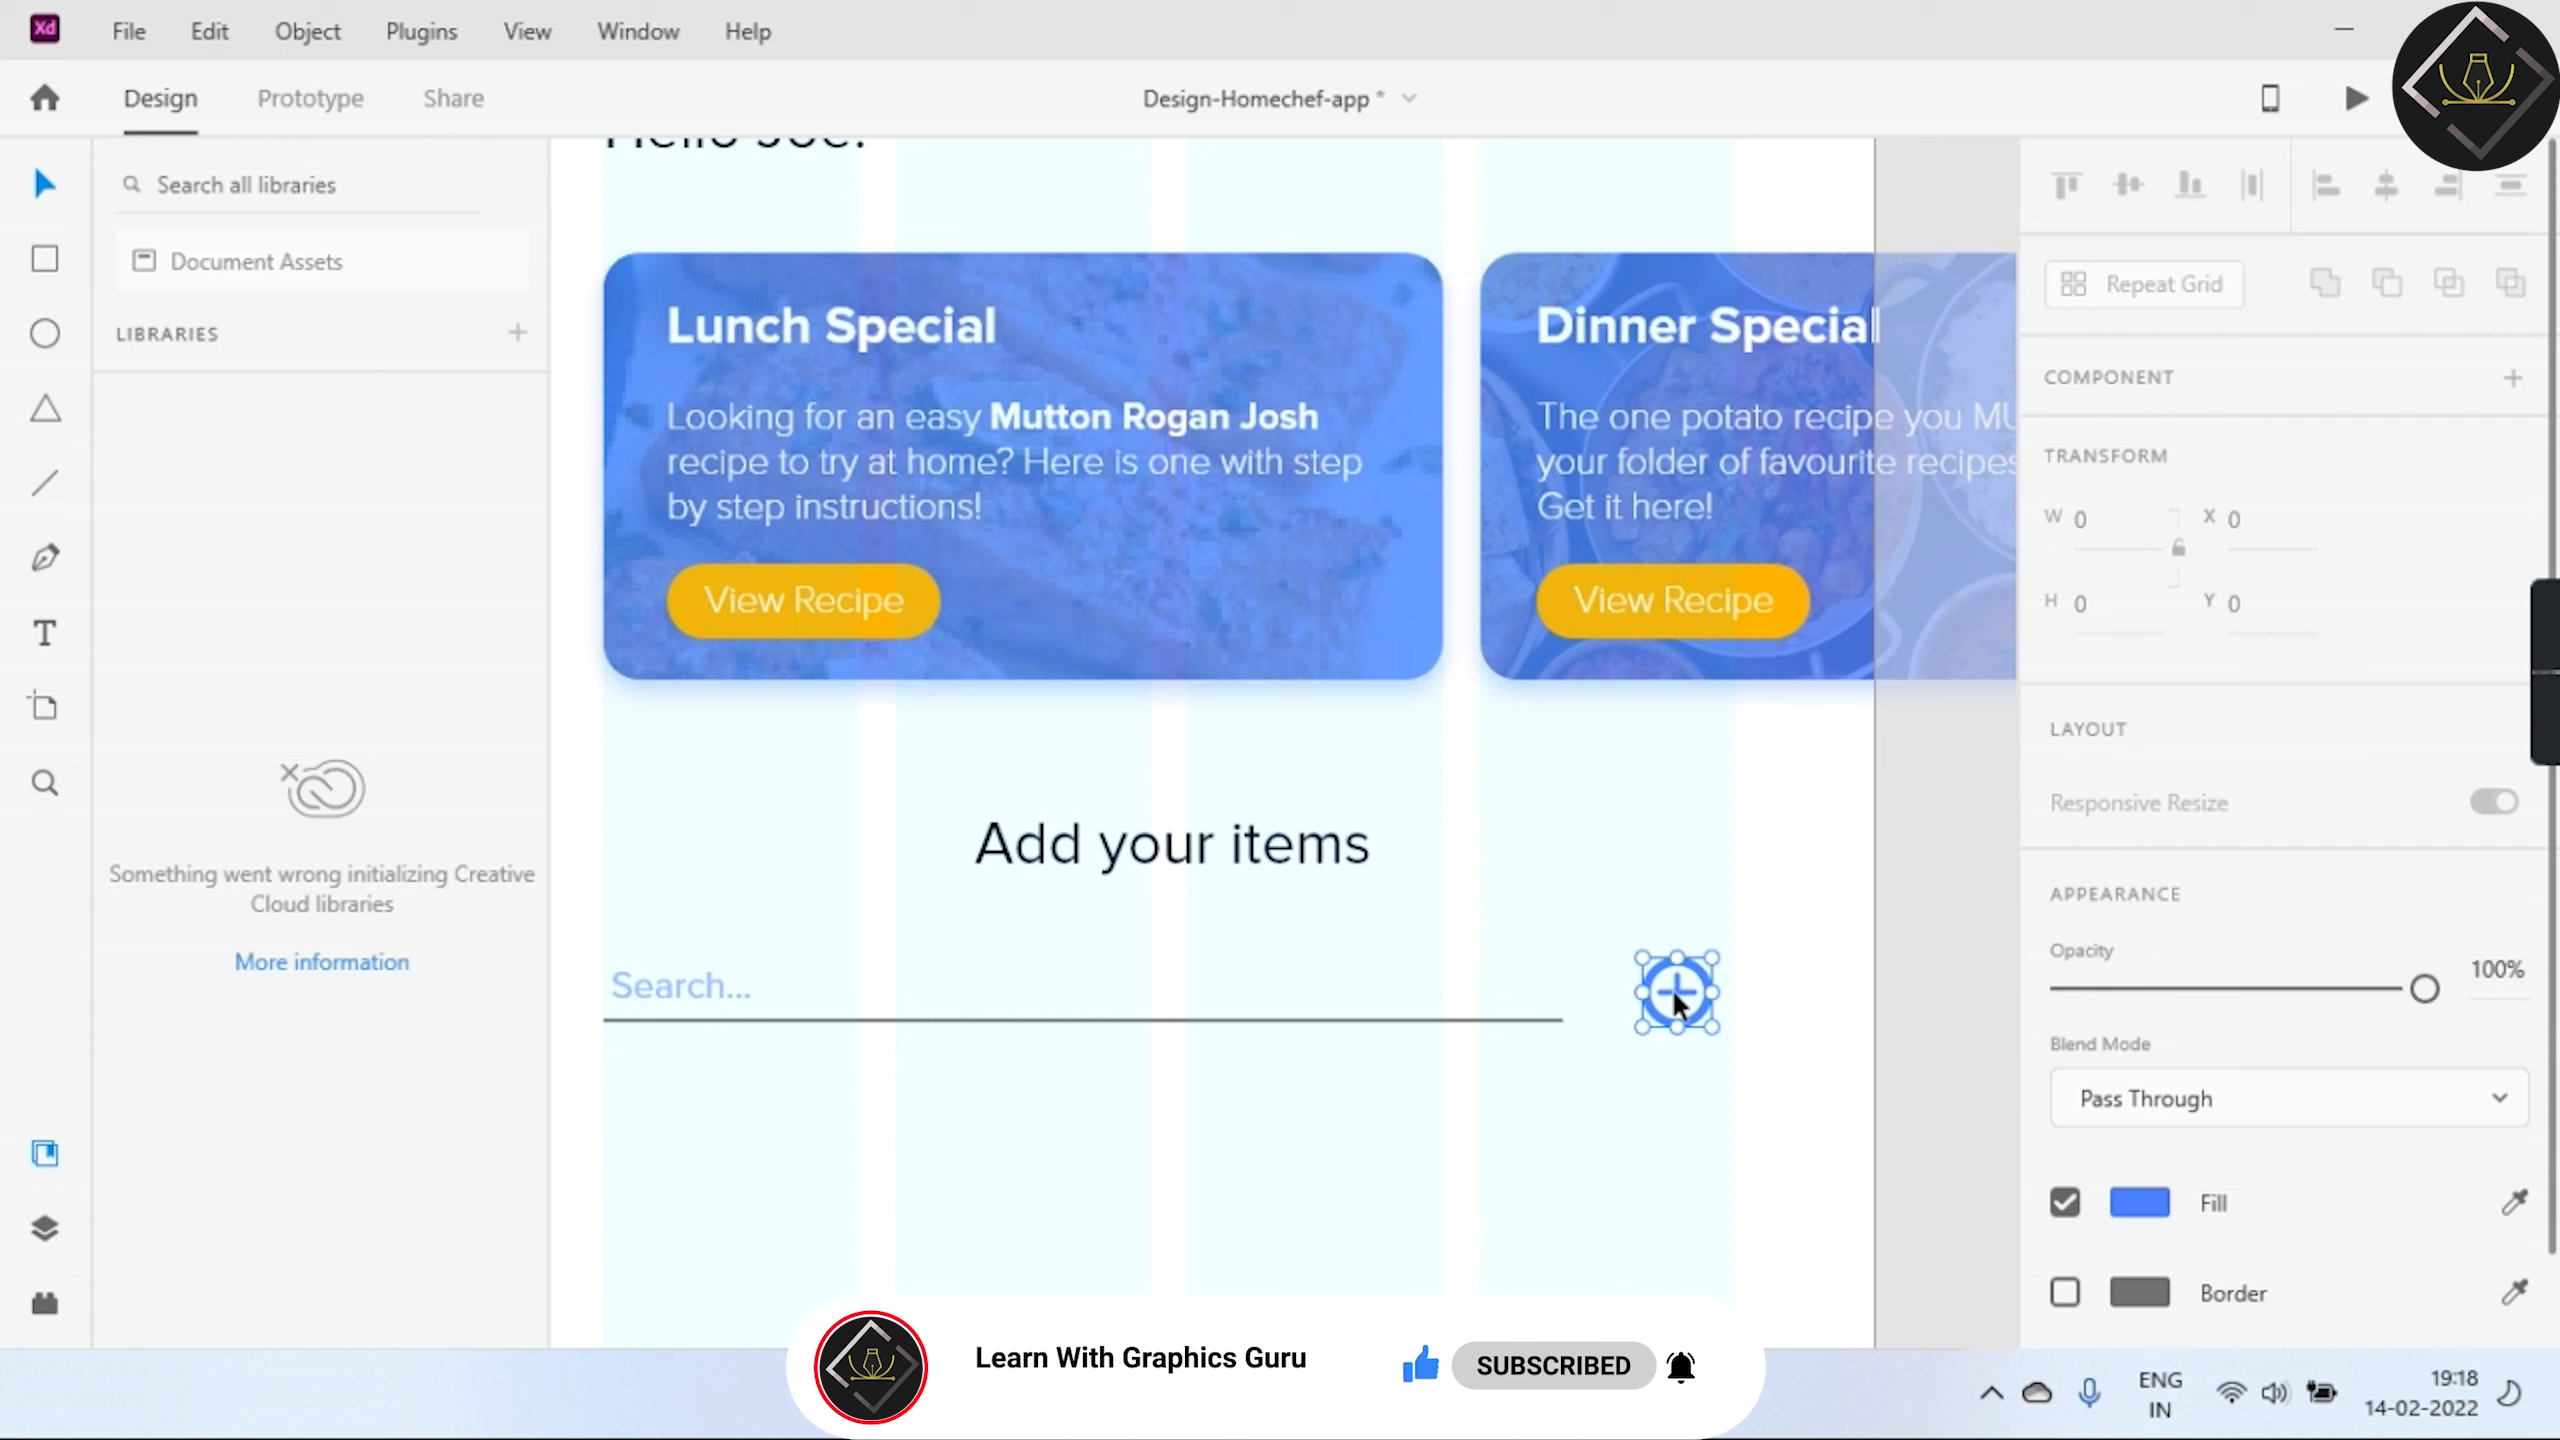 Xd
File Edit Object Plugins View Window Help
Design Prototype Share
Design-Homechef-app *
Search all libraries
Document Assets
LIBRARIES
Something went wrong initializing Creative
Cloud libraries
More information
Hello Joe!
Lunch Special
Looking for an easy Mutton Rogan Josh
recipe to try at home? Here is one with step
by step instructions!
View Recipe
Dinner Special
The one potato recipe you MU
your folder of favourite recipes
Get it here!
View Recipe
Add your items
Search...
Repeat Grid
COMPONENT
TRANSFORM
W 0 X 0
H 0 Y 0
LAYOUT
Responsive Resize
APPEARANCE
Opacity
100%
Blend Mode
Pass Through
Fill
Border
Learn With Graphics Guru
SUBSCRIBED
ENG
IN
19:18
14-02-2022